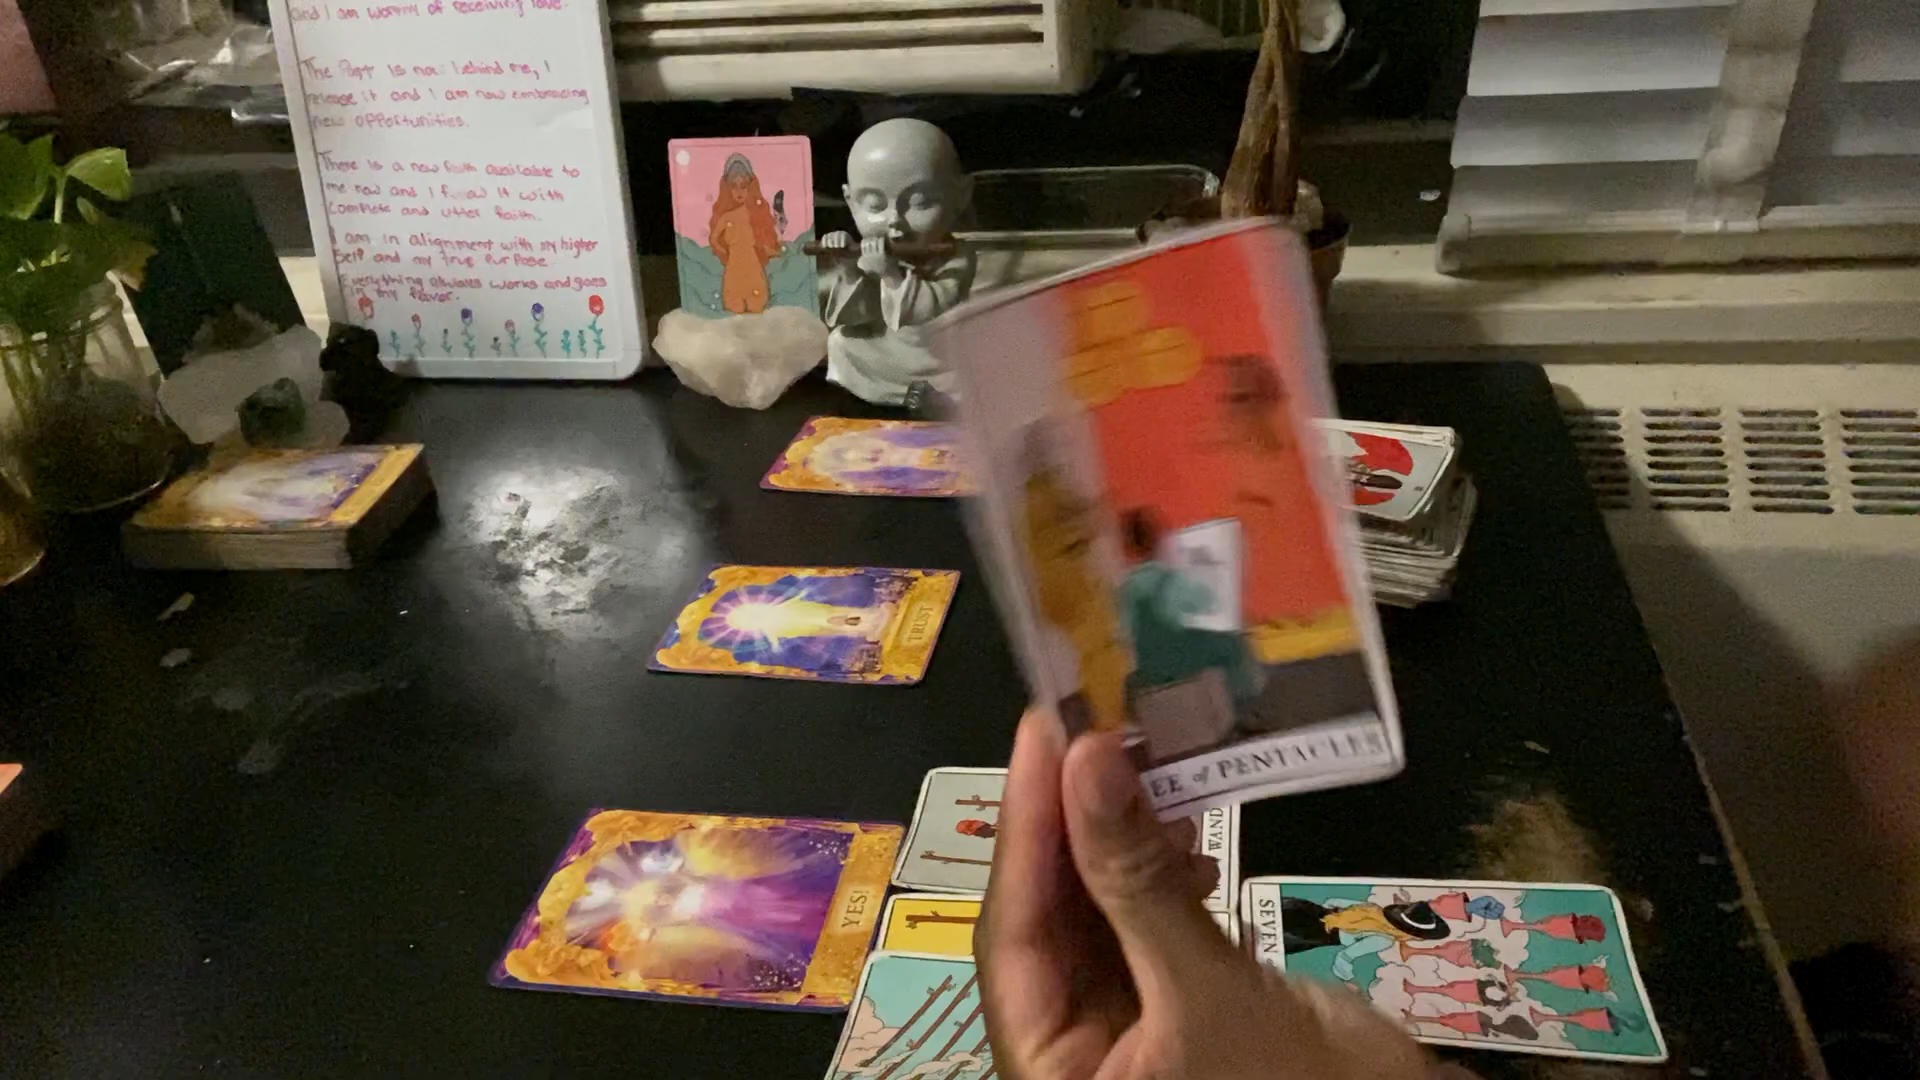 and I am worthy of receiving love.
The Past is now behind me, I
release it and I am now embracing
new opportunities.
There is a new faith available to
me now and I follow it with
complete and utter faith.
I am in alignment with my higher
self and my true purpose.
Everything always works and goes
in my favor.
TRUST
EE of PENTACLES
WAND
YES!
SEVEN